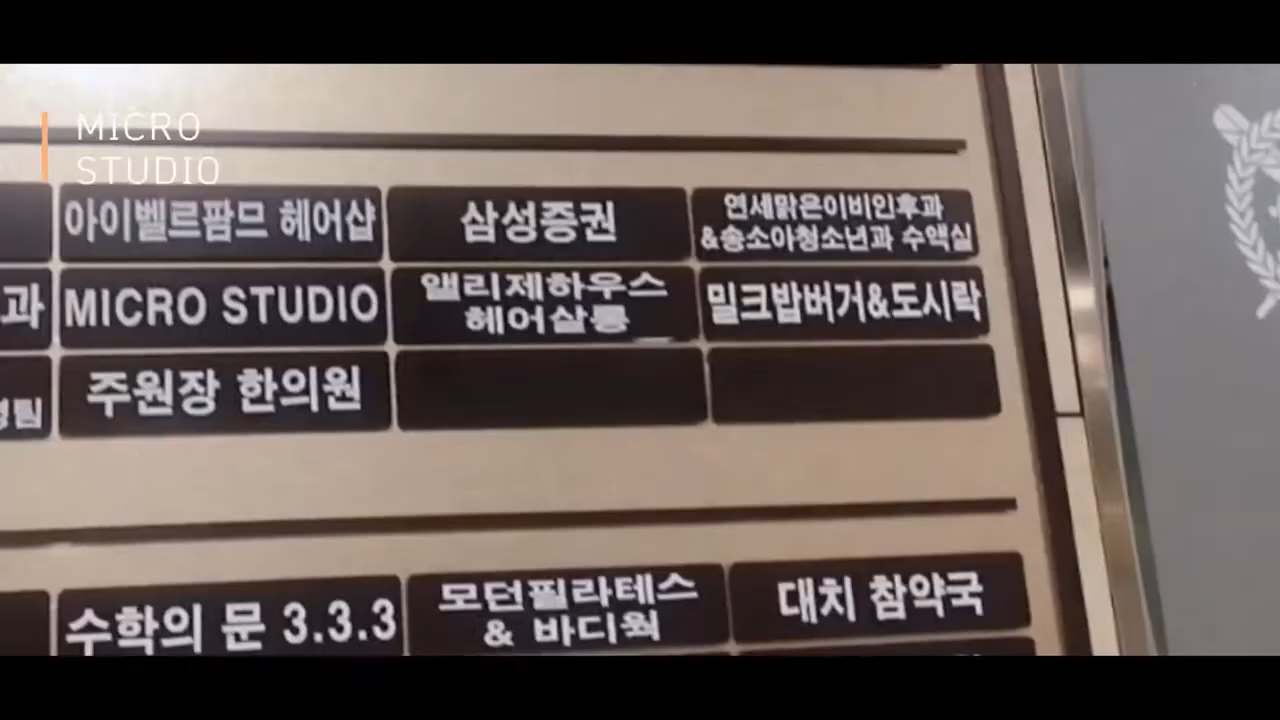 MICRO
STUDIO
아이벨르팜므 헤어샵
삼성증권
연세맑은이비인후과
&송소아청소년과 수액실
과
MICRO STUDIO
앨리제하우스
헤어살롱
밀크밥버거&도시락
팀
주원장 한의원
수학의 문 3.3.3
모던필라테스
& 바디웍
대치 참약국